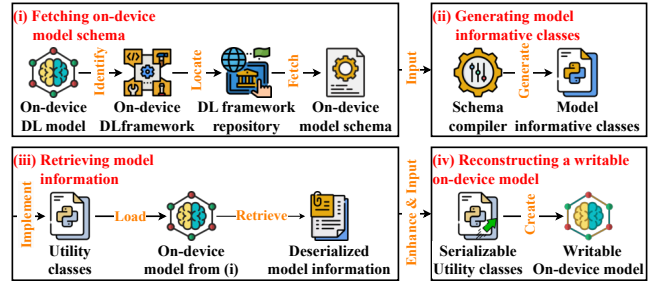 (i) Fetching on-device
model schema
Identify
Locate
Fetch
On-device
DL model
On-device
DLframework
DL framework
repository
On-device
model schema
Input
(ii) Generating model
informative classes
Generate
Schema
compiler
Model
informative classes
(iii) Retrieving model
information
Implement
Load
Retrieve
Utility
classes
On-device
model from (i)
Deserialized
model information
Enhance & Input
(iv) Reconstructing a writable
on-device model
Create
Serializable
Utility classes
Writable
On-device model